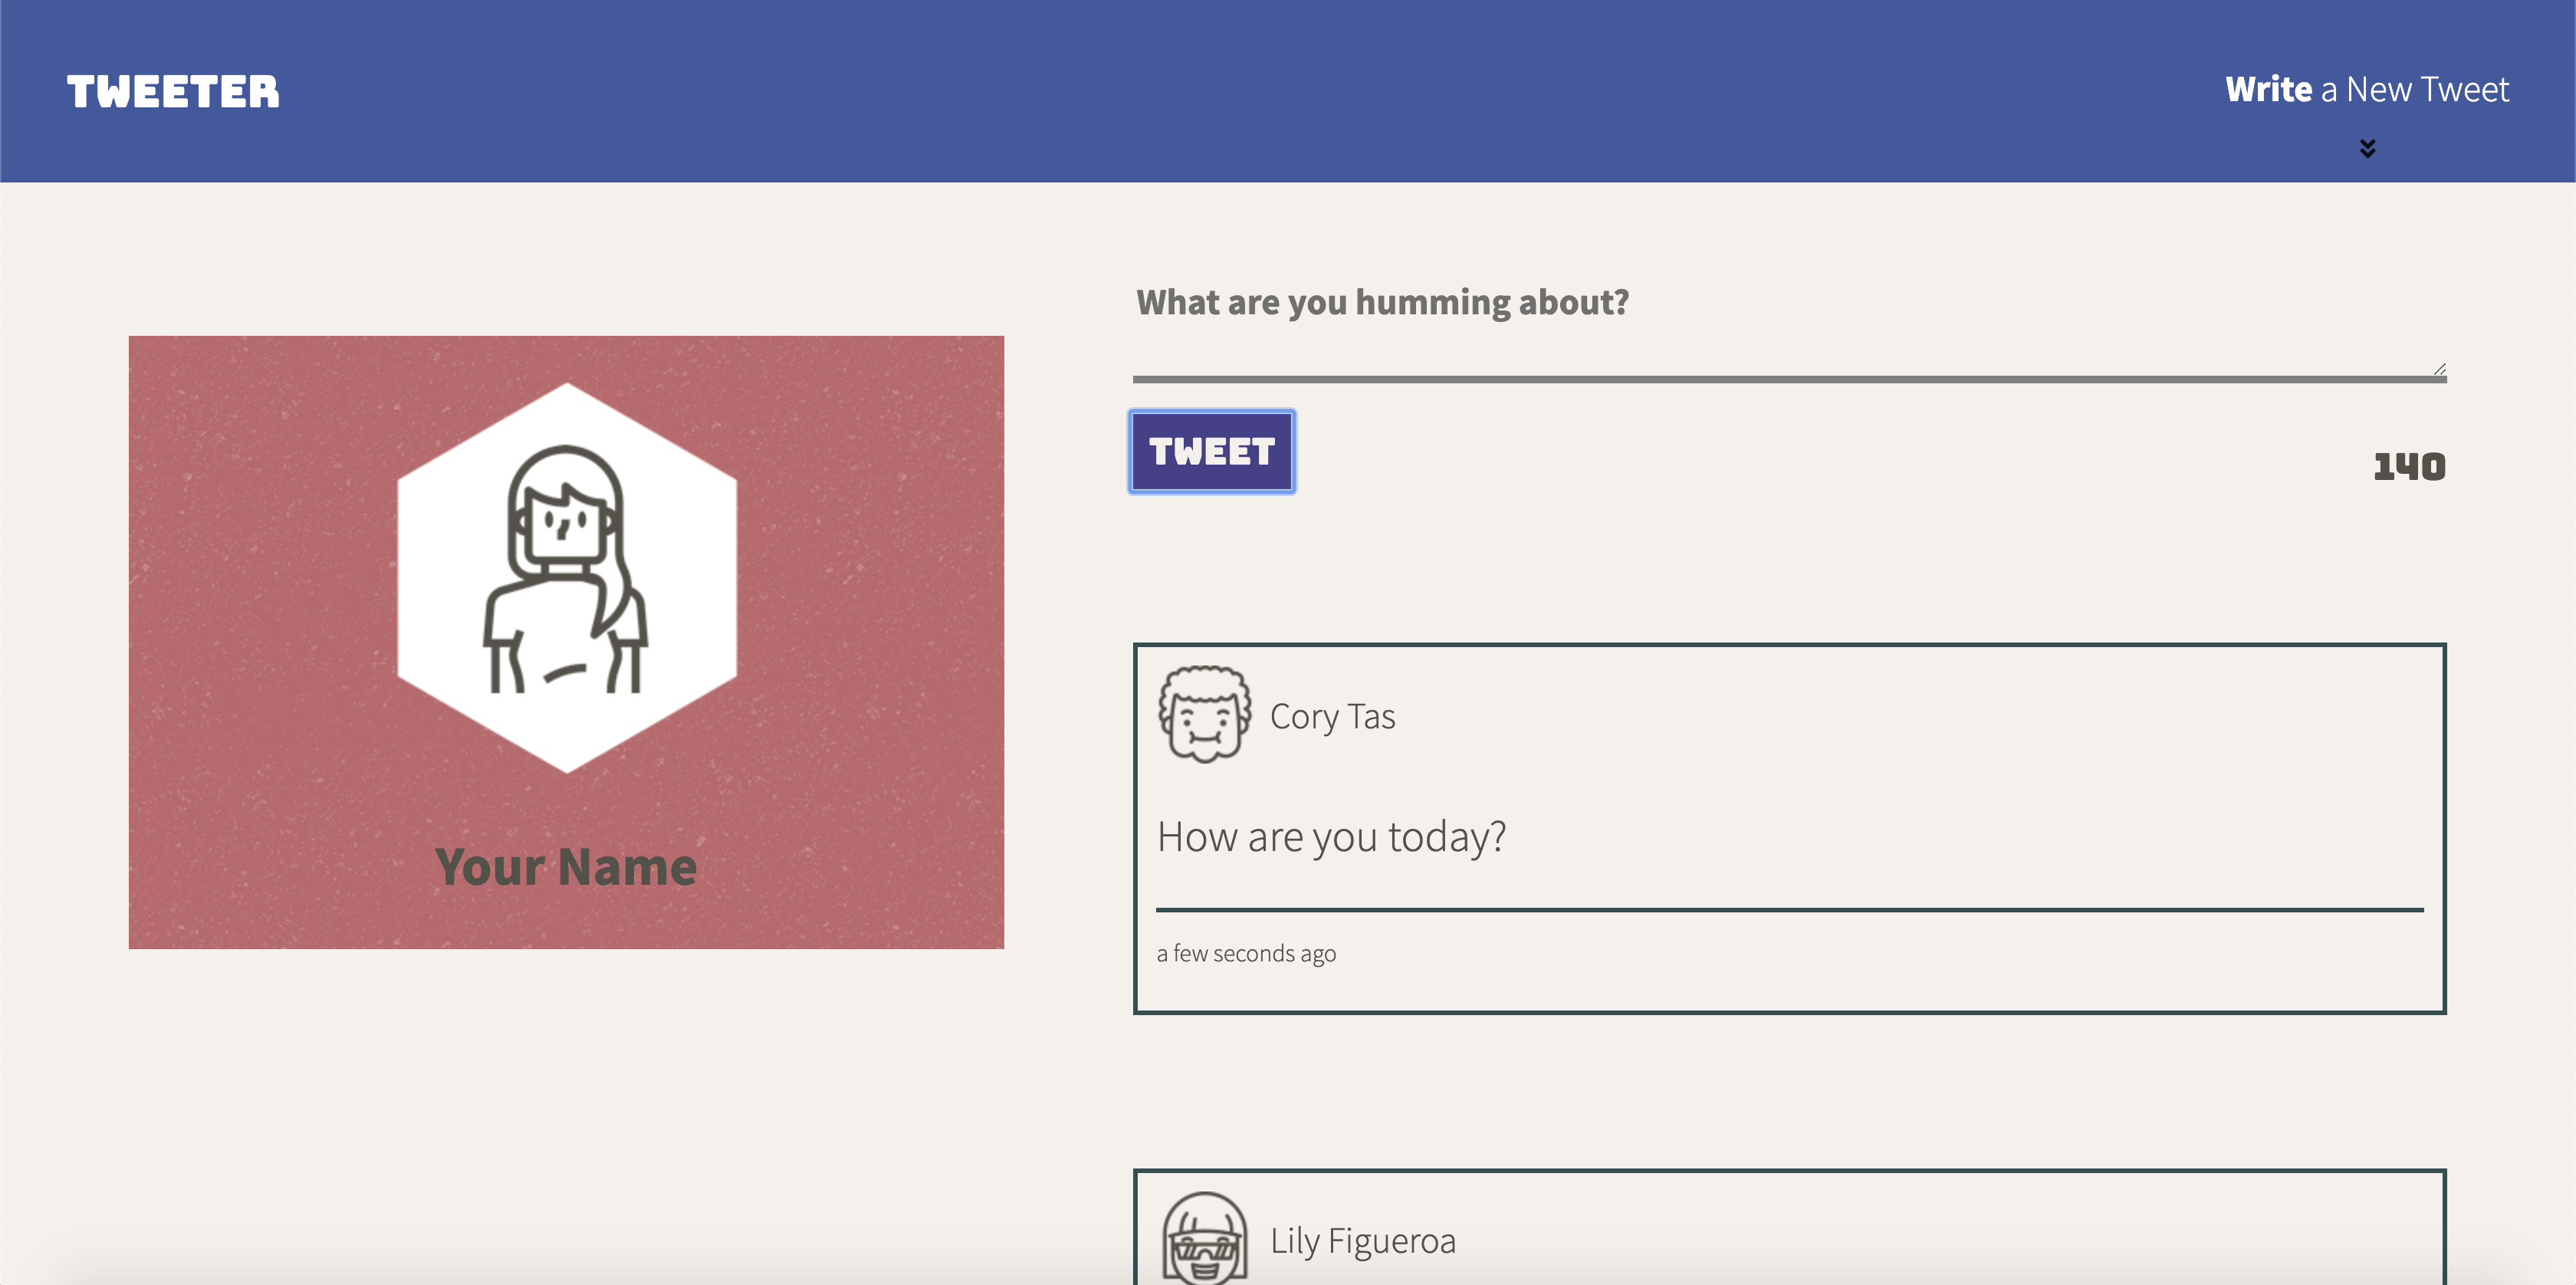 TWEETER
Write a New Tweet
What are you humming about?
TWEET
140
Your Name
Cory Tas
How are you today?
a few seconds ago
Lily Figueroa